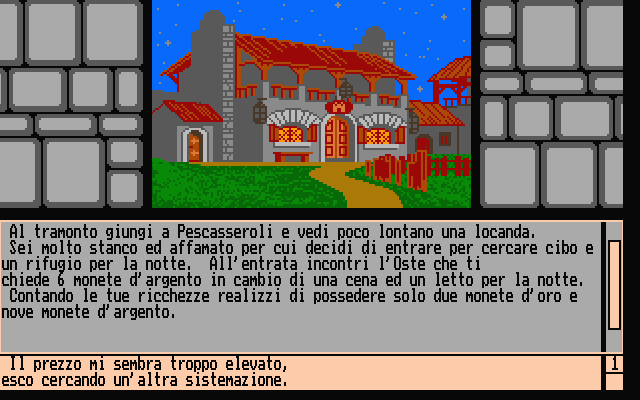 Al tramonto giungi a Pescasseroli e vedi poco lontano una locanda.
Sei molto stanco ed affamato per cui decidi di entrare per cercare cibo e
un rifugio per la notte. All'entrata incontri l'Oste che ti
chiede 6 monete d'argento in cambio di una cena ed un letto per la notte.
Contando le tue ricchezze realizzi di possedere solo due monete d'oro e
nove monete d'argento.
Il prezzo mi sembra troppo elevato,
1
esco cercando un'altra sistemazione.